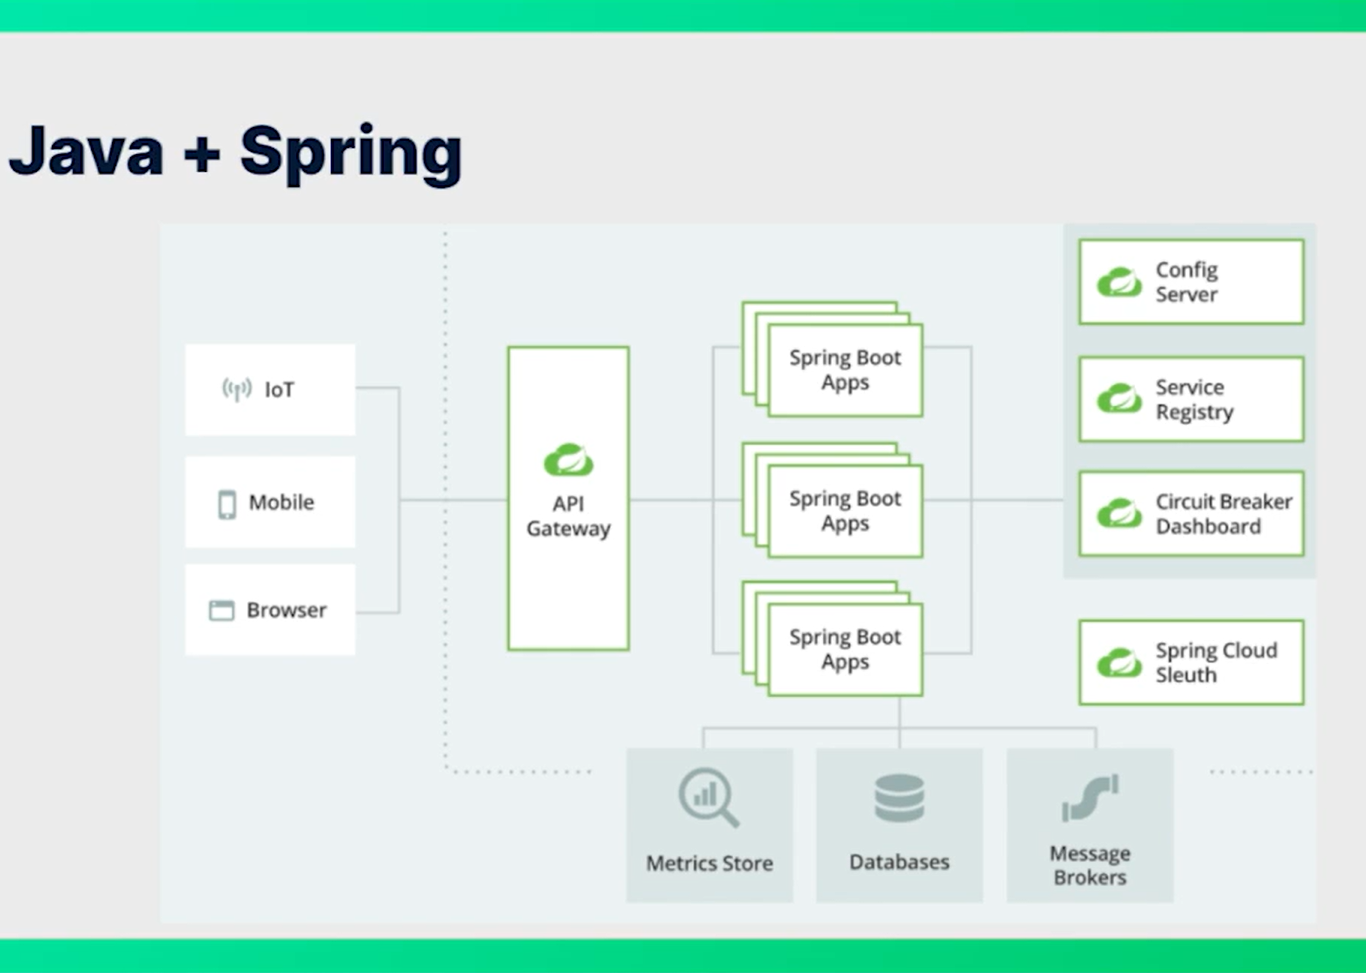 Java + Spring
IoT
Mobile
Browser
API
Gateway
Spring Boot
Apps
Spring Boot
Apps
Spring Boot
Apps
Config
Server
Service
Registry
Circuit Breaker
Dashboard
Spring Cloud
Sleuth
Metrics Store
Databases
Message
Brokers